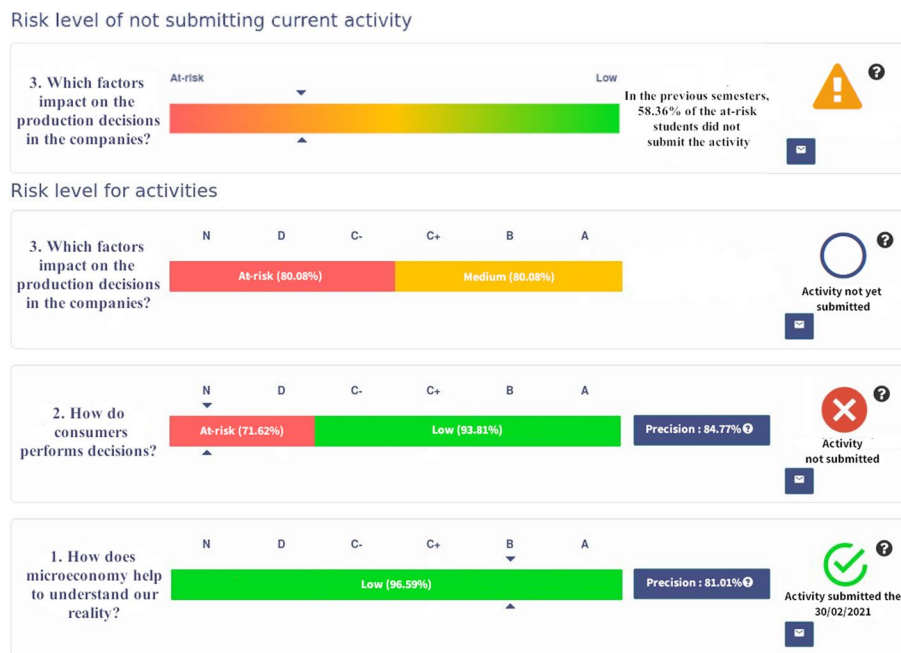 Risk level of not submitting current activity
3. Which factors
impact on the
production decisions
in the companies?
At-risk
Low
In the previous semesters,
58.36% of the at-risk
students did not
submit the activity
Risk level for activities
3. Which factors
impact on the
production decisions
in the companies?
N D C- C+ B A
At-risk (80.08%) Medium (80.08%)
Activity not yet
submitted
2. How do
consumers
performs decisions?
N D C- C+ B A
At-risk (71.62%) Low (93.81%)
Precision : 84.77%
Activity
not submitted
1. How does
microeconomy help
to understand our
reality?
N D C- C+ B A
Low (96.59%)
Precision : 81.01%
Activity submitted the
30/02/2021